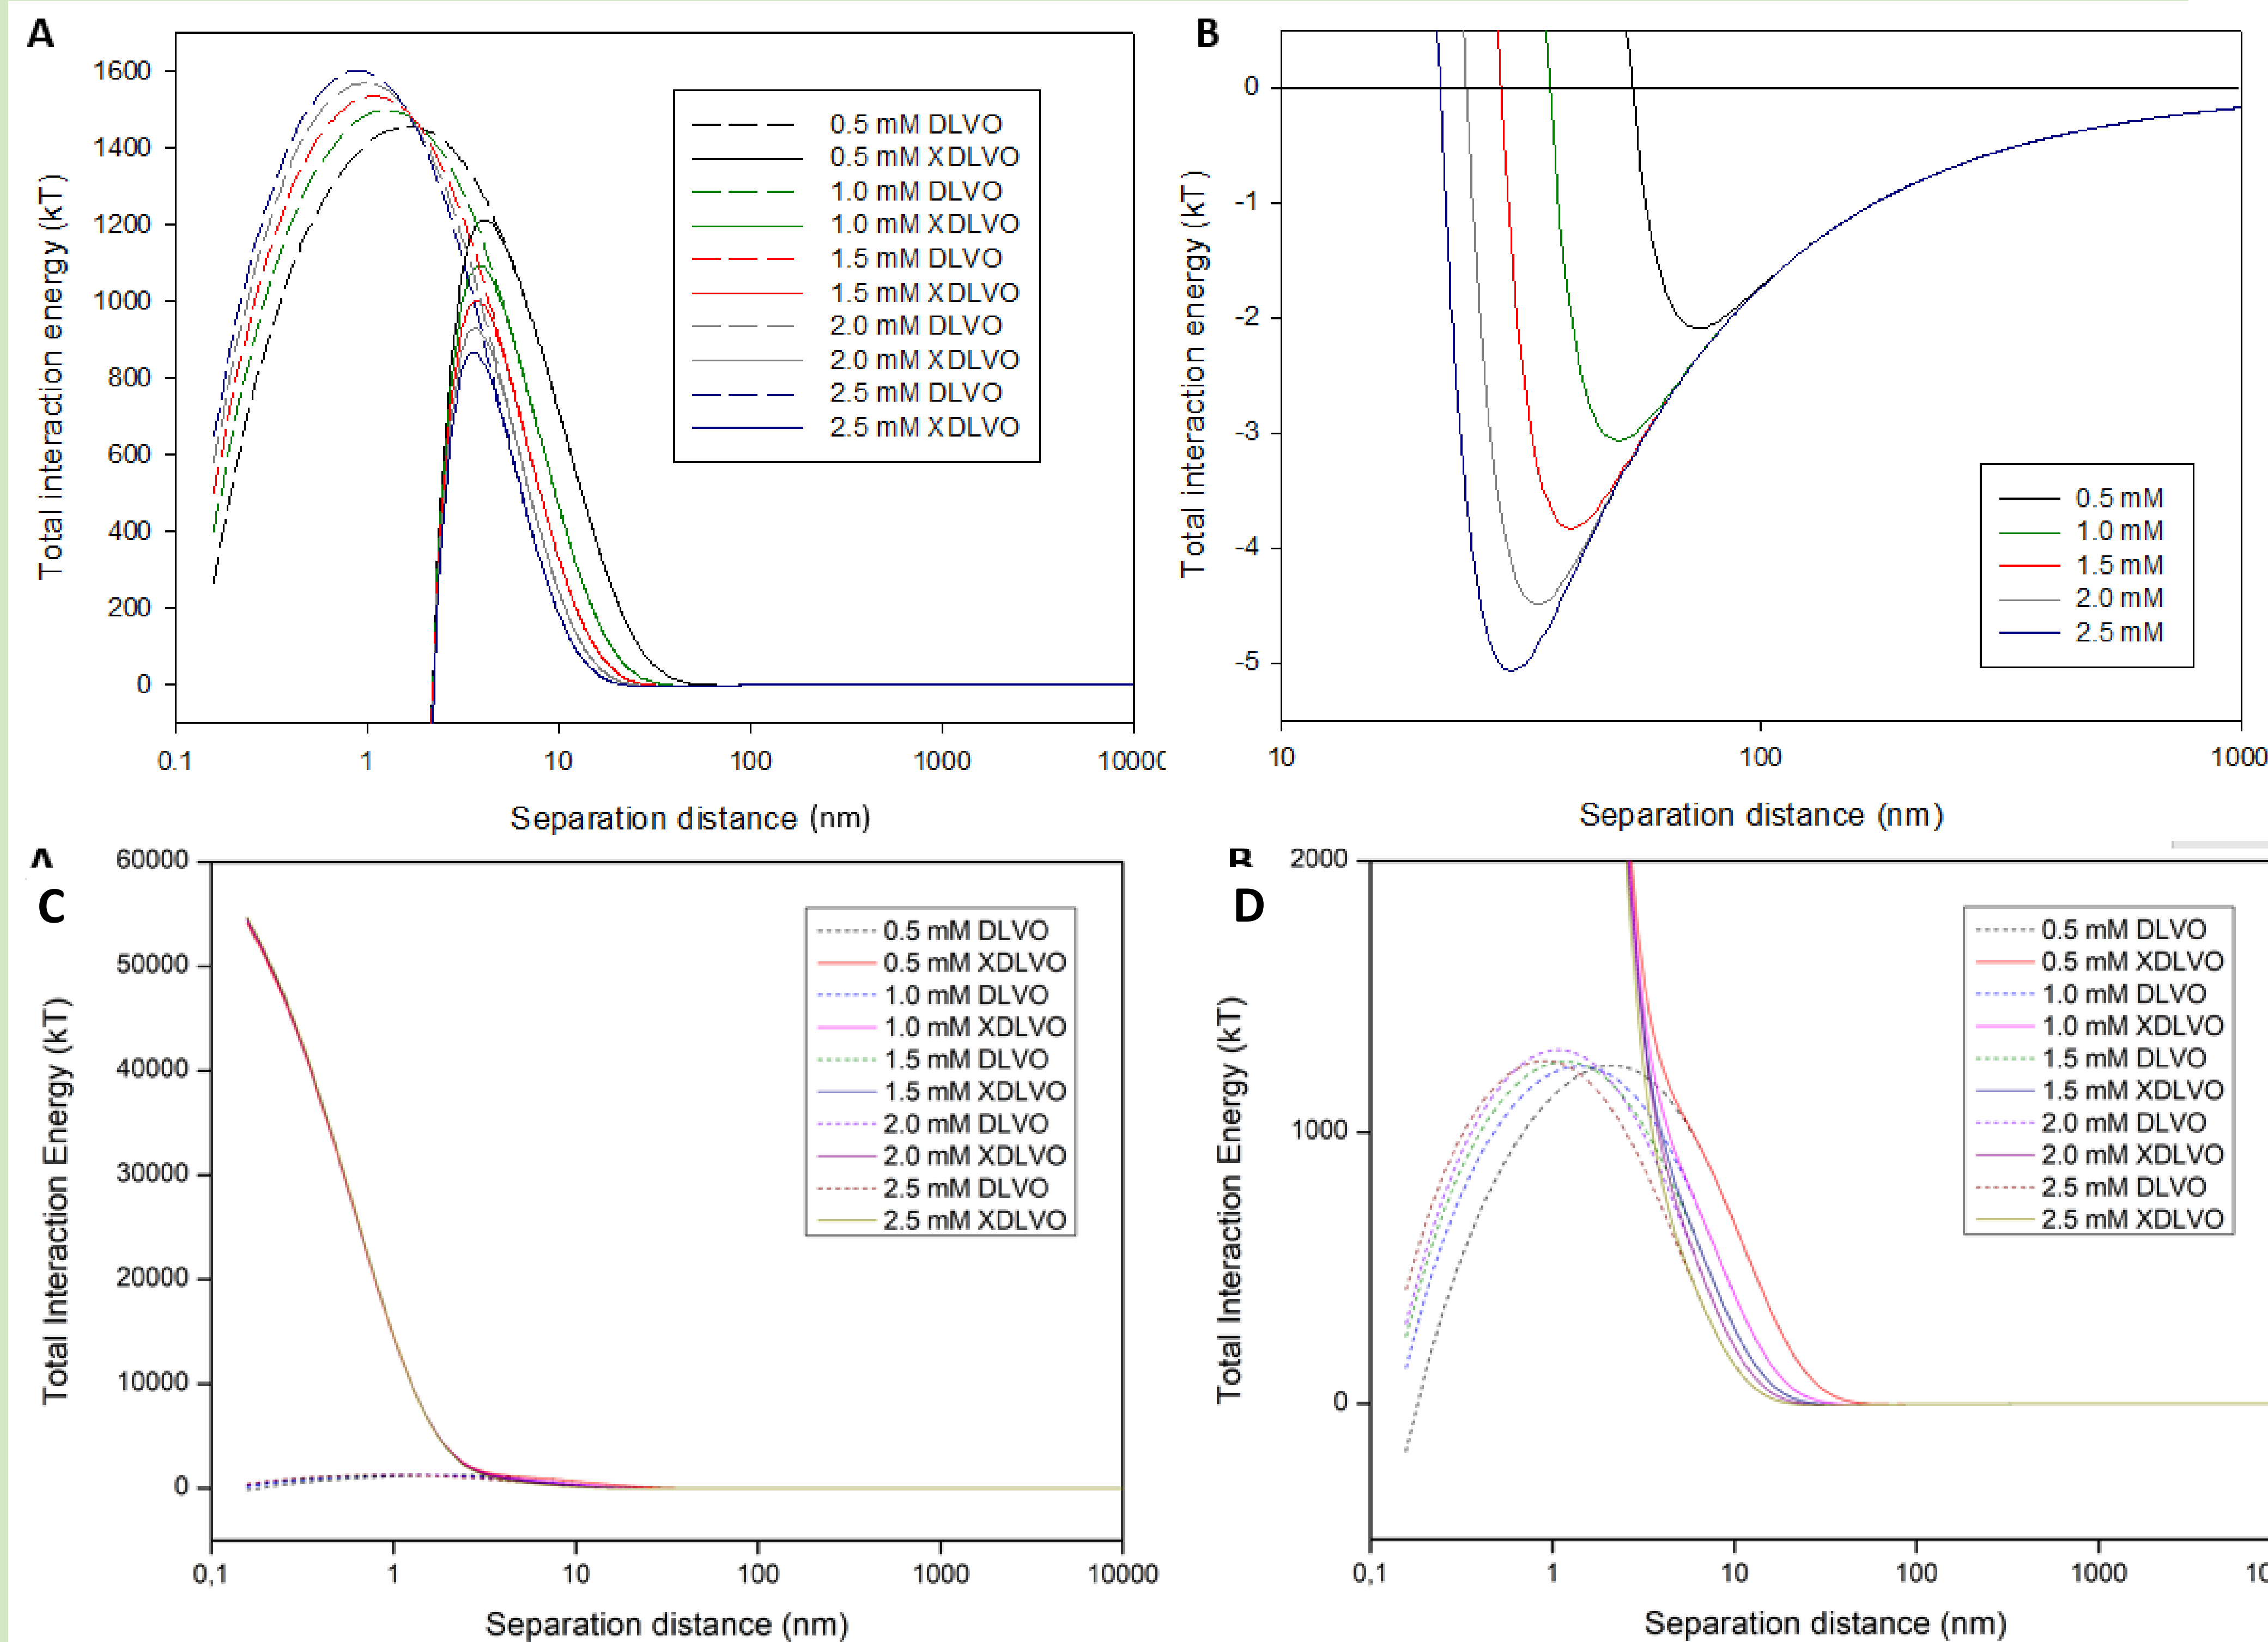 A
Total interaction energy (kT)
1600
1400
1200
1000
800
600
400
200
0
0.1
1
10
100
1000
Separation distance (nm)
0.5 mM DLVO
0.5 mM XDLVO
1.0 mM DLVO
1.0 mM XDLVO
1.5 mM DLVO
1.5 mM XDLVO
2.0 mM DLVO
2.0 mM XDLVO
2.5 mM DLVO
2.5 mM XDLVO
B
Total interaction energy (kT)
0
-1
-2
-3
-4
-5
10
100
1000
Separation distance (nm)
0.5 mM
1.0 mM
1.5 mM
2.0 mM
2.5 mM
C
Total Interaction Energy (kT)
60000
50000
40000
30000
20000
10000
0
0,1
1
10
100
1000
10000
Separation distance (nm)
0.5 mM DLVO
0.5 mM XDLVO
1.0 mM DLVO
1.0 mM XDLVO
1.5 mM DLVO
1.5 mM XDLVO
2.0 mM DLVO
2.0 mM XDLVO
2.5 mM DLVO
2.5 mM XDLVO
D
Total Interaction Energy (kT)
2000
1000
0
0,1
1
10
100
1000
Separation distance (nm)
0.5 mM DLVO
0.5 mM XDLVO
1.0 mM DLVO
1.0 mM XDLVO
1.5 mM DLVO
1.5 mM XDLVO
2.0 mM DLVO
2.0 mM XDLVO
2.5 mM DLVO
2.5 mM XDLVO